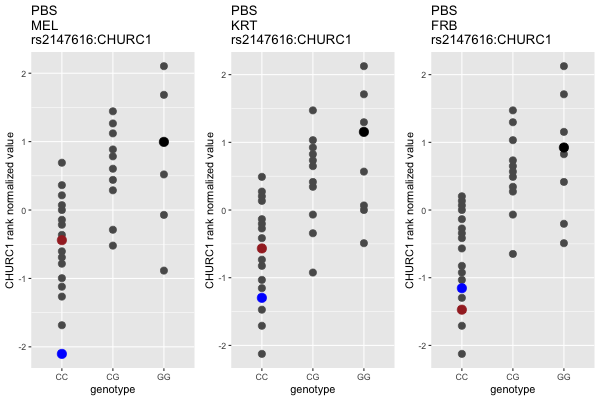 PBS
MEL
rs2147616:CHURC1
CHURC1 rank normalized value
2
1
0
-1
-2
CC
CG
GG
genotype
PBS
KRT
rs2147616:CHURC1
CHURC1 rank normalized value
2
1
0
-1
-2
CC
CG
GG
genotype
PBS
FRB
rs2147616:CHURC1
CHURC1 rank normalized value
2
1
0
-1
-2
CC
CG
GG
genotype